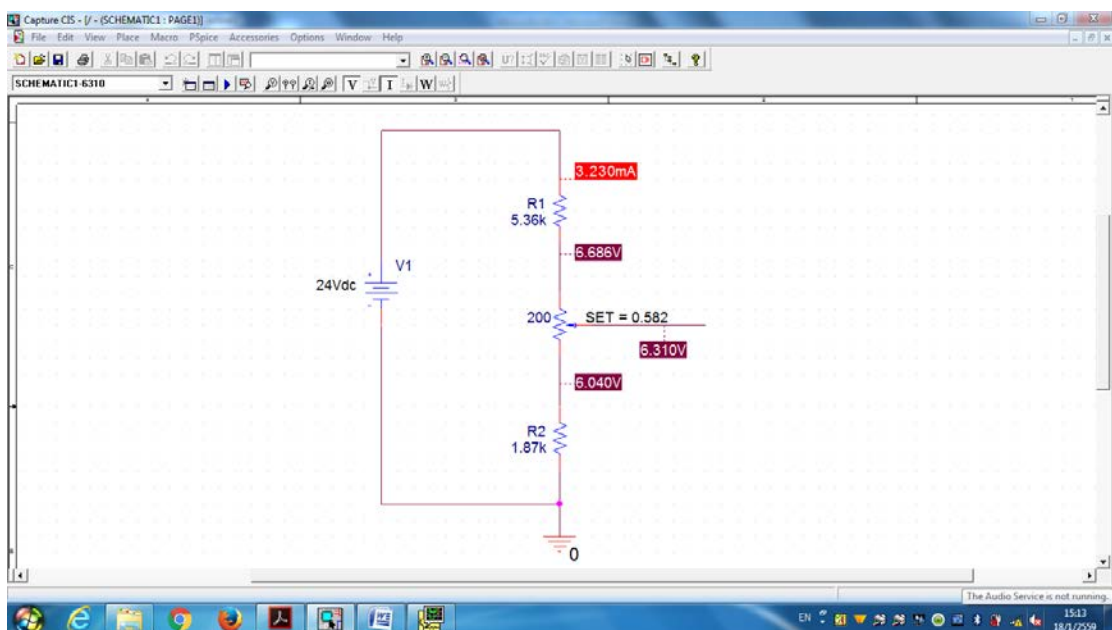 Capture CIS - [/ - (SCHEMATIC1 : PAGE1)]
File Edit View Place Macro PSpice Accessories Options Window Help
SCHEMATIC1-6310
V I W
3.230mA
R1
5.36k
6.686V
V1
24Vdc
200
SET = 0.582
6.310V
6.040V
R2
1.87k
0
The Audio Service is not running.
EN
15:13
18/1/2559